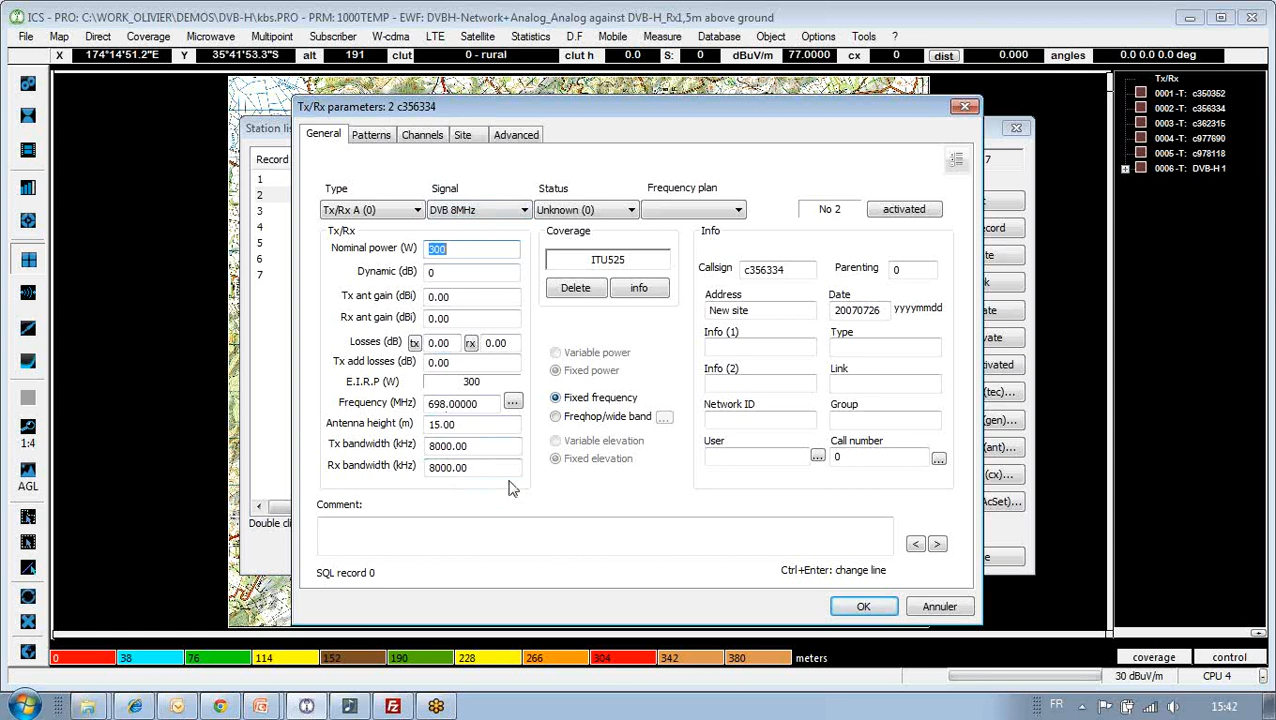 ICS - PRO: C:\WORK_OLIVIER\DEMOS\DVB-H\kbs.PRO - PRM: 1000TEMP - EWF: DVBH-Network+Analog_Analog against DVB-H_Rx1,5m above ground
File Map Direct Coverage Microwave Multipoint Subscriber W-cdma LTE Satellite Statistics D.F Mobile Measure Database Object Options Tools ?
X 174°14'51.2"E Y 35°41'53.3"S alt 191 clut 0 - rural clut h 0.0 S: 0 dBuV/m 77.0000 cx 0 dist 0.000 angles 0.0 0.0 0.0 deg
Tx/Rx
0001 -T: c350352
0002 -T: c356334
0003 -T: c362315
0004 -T: c977690
0005 -T: c978118
0006 -T: DVB-H 1
1:4
AGL
Station lis
Record
1
2
3
4
5
6
7
Double cli
7
k
ecord
e
k
ate
vate
ctivated
(tec)...
(gen)...
(ant)...
(cx)...
AcSet)...
e
Tx/Rx parameters: 2 c356334
General Patterns Channels Site Advanced
Type Signal Status Frequency plan
Tx/Rx A (0) DVB 8MHz Unknown (0) No 2 activated
Tx/Rx
Nominal power (W) 300
Dynamic (dB) 0
Tx ant gain (dBi) 0.00
Rx ant gain (dBi) 0.00
Losses (dB) tx 0.00 rx 0.00
Tx add losses (dB) 0.00
E.I.R.P (W) 300
Frequency (MHz) 698.00000 ...
Antenna height (m) 15.00
Tx bandwidth (kHz) 8000.00
Rx bandwidth (kHz) 8000.00
Coverage
ITU525
Delete info
Variable power
Fixed power
Fixed frequency
Freqhop/wide band ...
Variable elevation
Fixed elevation
Info
Callsign c356334 Parenting 0
Address Date
New site 20070726 yyyymmdd
Info (1) Type
Info (2) Link
Network ID Group
User Call number
... 0 ...
Comment:
< >
SQL record 0 Ctrl+Enter: change line
OK Annuler
0 38 76 114 152 190 228 266 304 342 380 meters coverage control
30 dBuV/m CPU 4
FR 15:42